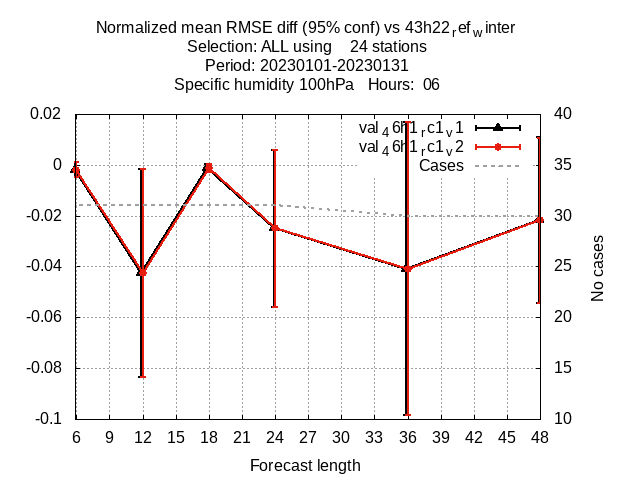 Normalized mean RMSE diff (95% conf) vs 43h22refwinter
Selection: ALL using 24 stations
Period: 20230101-20230131
Specific humidity 100hPa Hours: 06
0.02
0
-0.02
-0.04
-0.06
-0.08
-0.1
val46h1rc1v1
val46h1rc1v2
Cases
40
35
30
25
20
15
10
No cases
6 9 12 15 18 21 24 27 30 33 36 39 42 45 48
Forecast length